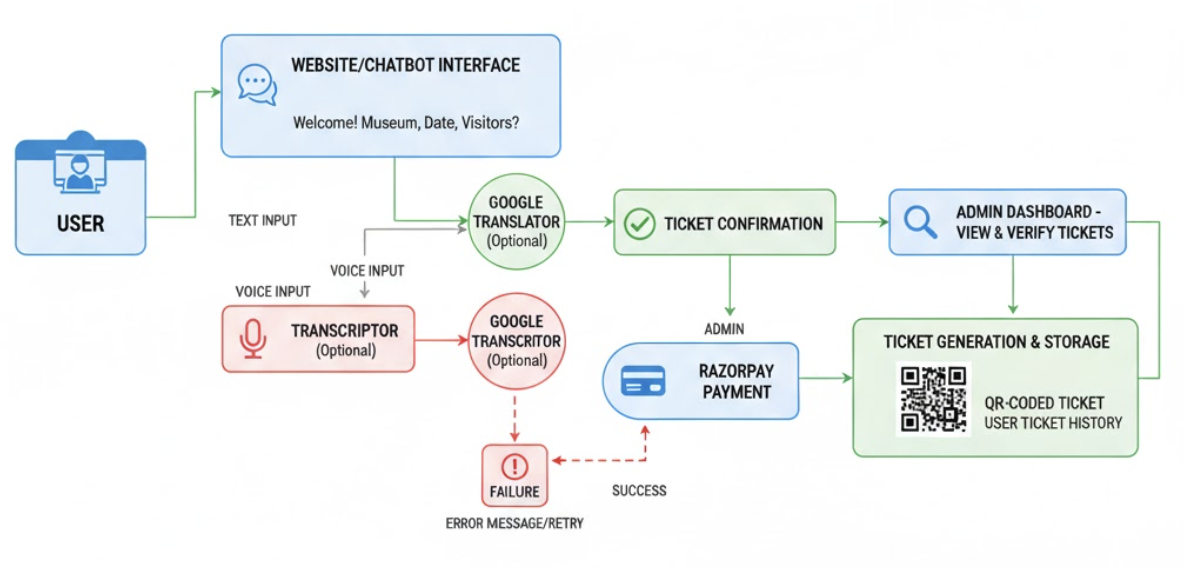 WEBSITE/CHATBOT INTERFACE
Welcome! Museum, Date, Visitors?
USER
TEXT INPUT
GOOGLE
TRANSLATOR
(Optional)
TICKET CONFIRMATION
ADMIN DASHBOARD -
VIEW & VERIFY TICKETS
VOICE INPUT
VOICE INPUT
TRANSCRIPTOR
(Optional)
GOOGLE
TRANSCRITOR
(Optional)
ADMIN
RAZORPAY
PAYMENT
TICKET GENERATION & STORAGE
QR-CODED TICKET
USER TICKET HISTORY
FAILURE
SUCCESS
ERROR MESSAGE/RETRY